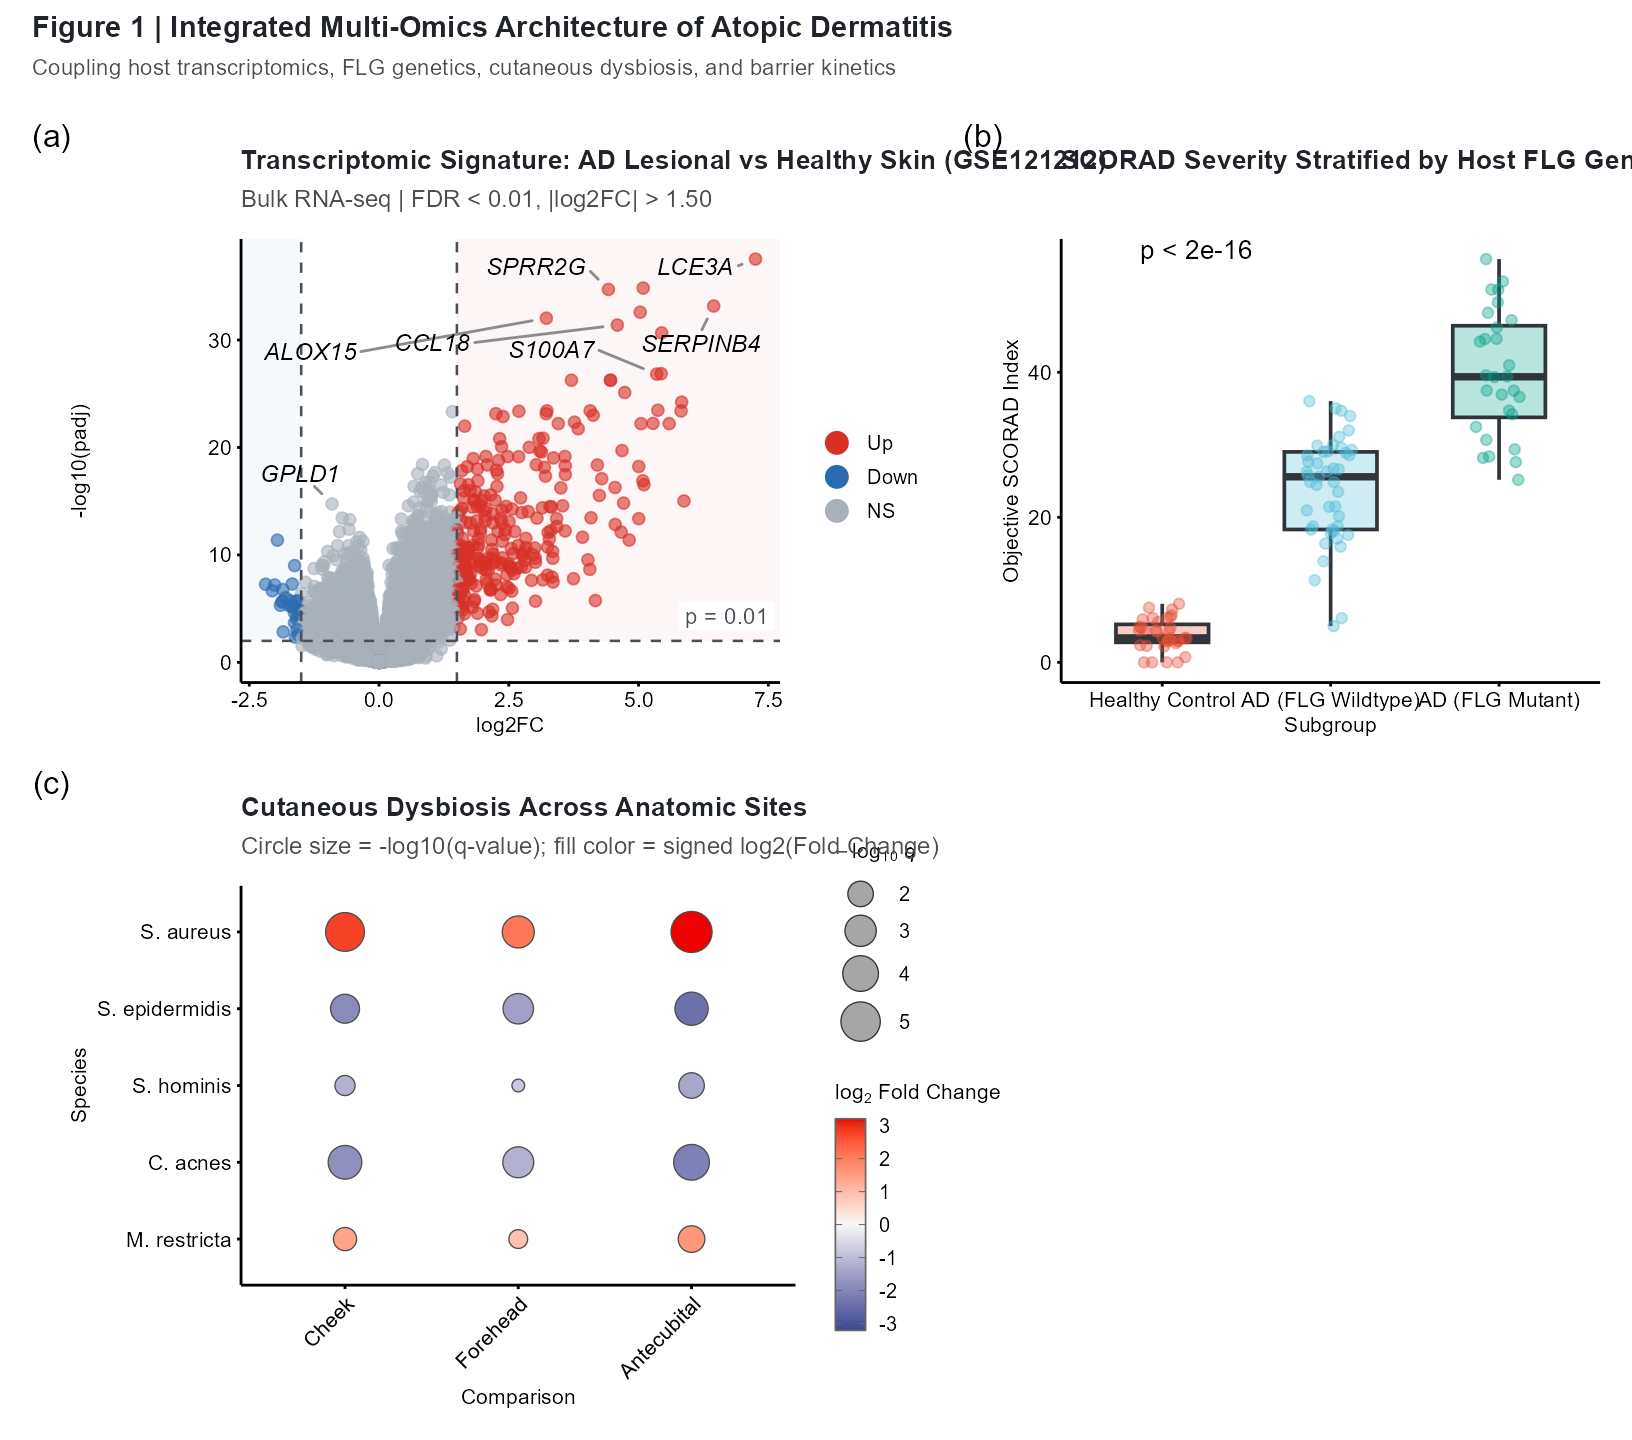 Figure 1 | Integrated Multi-Omics Architecture of Atopic Dermatitis
Coupling host transcriptomics, FLG genetics, cutaneous dysbiosis, and barrier kinetics
(a)
Transcriptomic Signature: AD Lesional vs Healthy Skin (GSE121212)
Bulk RNA-seq | FDR < 0.01, |log2FC| > 1.50
-log10(padj)
30
20
10
0
SPRR2G
LCE3A
ALOX15
CCL18
S100A7
SERPINB4
GPLD1
p = 0.01
-2.5
0.0
2.5
5.0
7.5
log2FC
Up
Down
NS
(b)
SCORAD Severity Stratified by Host FLG Gen
p < 2e-16
Objective SCORAD Index
40
20
0
Healthy Control
AD (FLG Wildtype)
AD (FLG Mutant)
Subgroup
(c)
Cutaneous Dysbiosis Across Anatomic Sites
Circle size = -log10(q-value); fill color = signed log2(Fold Change)
Species
S. aureus
S. epidermidis
S. hominis
C. acnes
M. restricta
Cheek
Forehead
Antecubital
Comparison
−log₁₀ q
2
3
4
5
log₂ Fold Change
3
2
1
0
-1
-2
-3